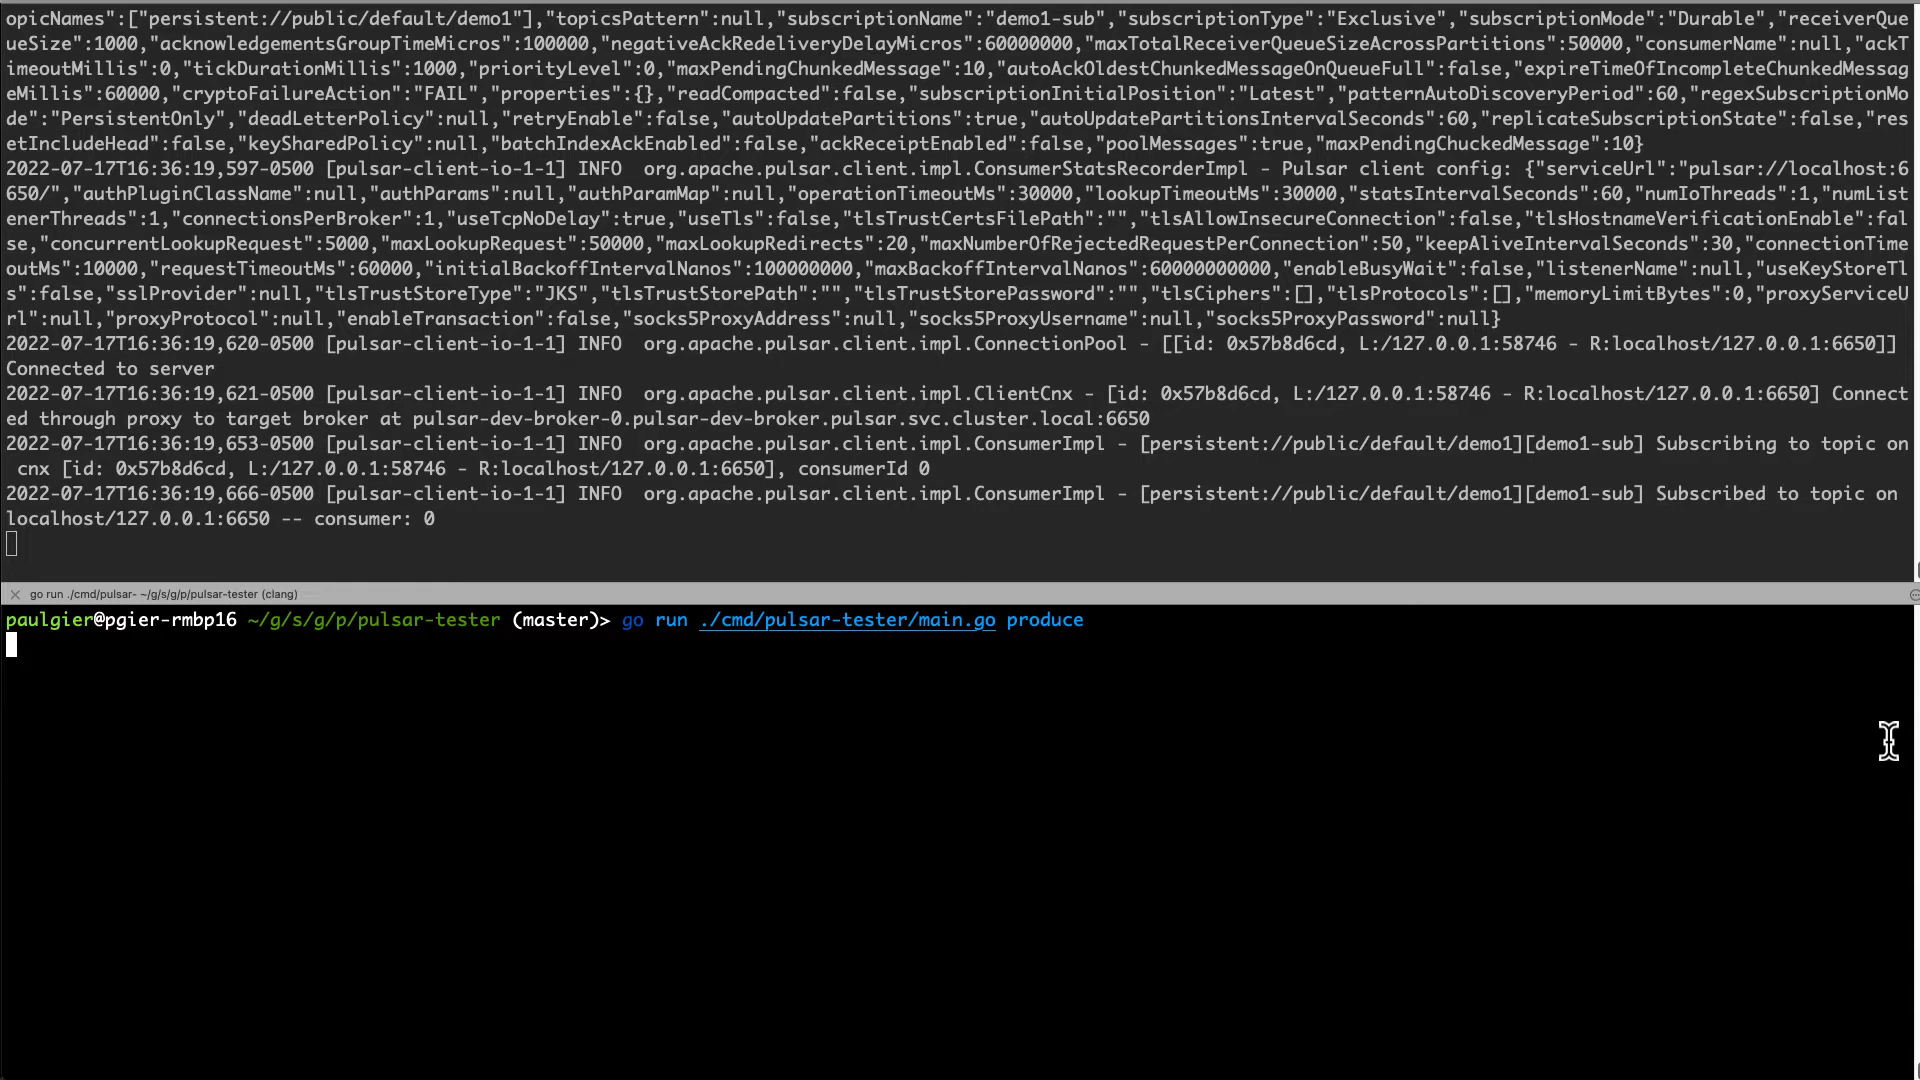 opicNames":["persistent://public/default/demo1"],"topicsPattern":null,"subscriptionName":"demo1-sub","subscriptionType":"Exclusive","subscriptionMode":"Durable","receiverQue
ueSize":1000,"acknowledgementsGroupTimeMicros":100000,"negativeAckRedeliveryDelayMicros":60000000,"maxTotalReceiverQueueSizeAcrossPartitions":50000,"consumerName":null,"ackT
imeoutMillis":0,"tickDurationMillis":1000,"priorityLevel":0,"maxPendingChunkedMessage":10,"autoAckOldestChunkedMessageOnQueueFull":false,"expireTimeOfIncompleteChunkedMessag
eMillis":60000,"cryptoFailureAction":"FAIL","properties":{},"readCompacted":false,"subscriptionInitialPosition":"Latest","patternAutoDiscoveryPeriod":60,"regexSubscriptionMo
de":"PersistentOnly","deadLetterPolicy":null,"retryEnable":false,"autoUpdatePartitions":true,"autoUpdatePartitionsIntervalSeconds":60,"replicateSubscriptionState":false,"res
etIncludeHead":false,"keySharedPolicy":null,"batchIndexAckEnabled":false,"ackReceiptEnabled":false,"poolMessages":true,"maxPendingChuckedMessage":10}
2022-07-17T16:36:19,597-0500 [pulsar-client-io-1-1] INFO  org.apache.pulsar.client.impl.ConsumerStatsRecorderImpl - Pulsar client config: {"serviceUrl":"pulsar://localhost:6
650/","authPluginClassName":null,"authParams":null,"authParamMap":null,"operationTimeoutMs":30000,"lookupTimeoutMs":30000,"statsIntervalSeconds":60,"numIoThreads":1,"numList
enerThreads":1,"connectionsPerBroker":1,"useTcpNoDelay":true,"useTls":false,"tlsTrustCertsFilePath":"","tlsAllowInsecureConnection":false,"tlsHostnameVerificationEnable":fal
se,"concurrentLookupRequest":5000,"maxLookupRequest":50000,"maxLookupRedirects":20,"maxNumberOfRejectedRequestPerConnection":50,"keepAliveIntervalSeconds":30,"connectionTime
outMs":10000,"requestTimeoutMs":60000,"initialBackoffIntervalNanos":100000000,"maxBackoffIntervalNanos":60000000000,"enableBusyWait":false,"listenerName":null,"useKeyStoreTl
s":false,"sslProvider":null,"tlsTrustStoreType":"JKS","tlsTrustStorePath":"","tlsTrustStorePassword":"","tlsCiphers":[],"tlsProtocols":[],"memoryLimitBytes":0,"proxyServiceU
rl":null,"proxyProtocol":null,"enableTransaction":false,"socks5ProxyAddress":null,"socks5ProxyUsername":null,"socks5ProxyPassword":null}
2022-07-17T16:36:19,620-0500 [pulsar-client-io-1-1] INFO  org.apache.pulsar.client.impl.ConnectionPool - [[id: 0x57b8d6cd, L:/127.0.0.1:58746 - R:localhost/127.0.0.1:6650]]
Connected to server
2022-07-17T16:36:19,621-0500 [pulsar-client-io-1-1] INFO  org.apache.pulsar.client.impl.ClientCnx - [id: 0x57b8d6cd, L:/127.0.0.1:58746 - R:localhost/127.0.0.1:6650] Connect
ed through proxy to target broker at pulsar-dev-broker-0.pulsar-dev-broker.pulsar.svc.cluster.local:6650
2022-07-17T16:36:19,653-0500 [pulsar-client-io-1-1] INFO  org.apache.pulsar.client.impl.ConsumerImpl - [persistent://public/default/demo1][demo1-sub] Subscribing to topic on
 cnx [id: 0x57b8d6cd, L:/127.0.0.1:58746 - R:localhost/127.0.0.1:6650], consumerId 0
2022-07-17T16:36:19,666-0500 [pulsar-client-io-1-1] INFO  org.apache.pulsar.client.impl.ConsumerImpl - [persistent://public/default/demo1][demo1-sub] Subscribed to topic on
localhost/127.0.0.1:6650 -- consumer: 0
go run ./cmd/pulsar- ~/g/s/g/p/pulsar-tester (clang)
paulgier@pgier-rmbp16 ~/g/s/g/p/pulsar-tester (master)> go run ./cmd/pulsar-tester/main.go produce